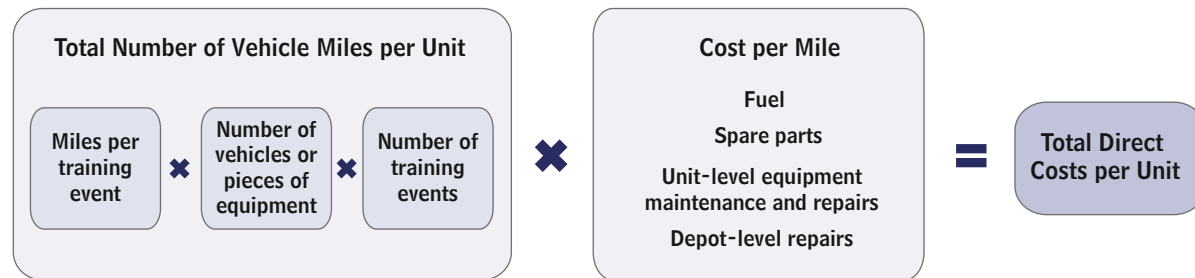 Total Number of Vehicle Miles per Unit
Miles per
training
event
Number of
vehicles or
pieces of
equipment
Number of
training
events
Cost per Mile
Fuel
Spare parts
Unit-level equipment
maintenance and repairs
Depot-level repairs
Total Direct
Costs per Unit